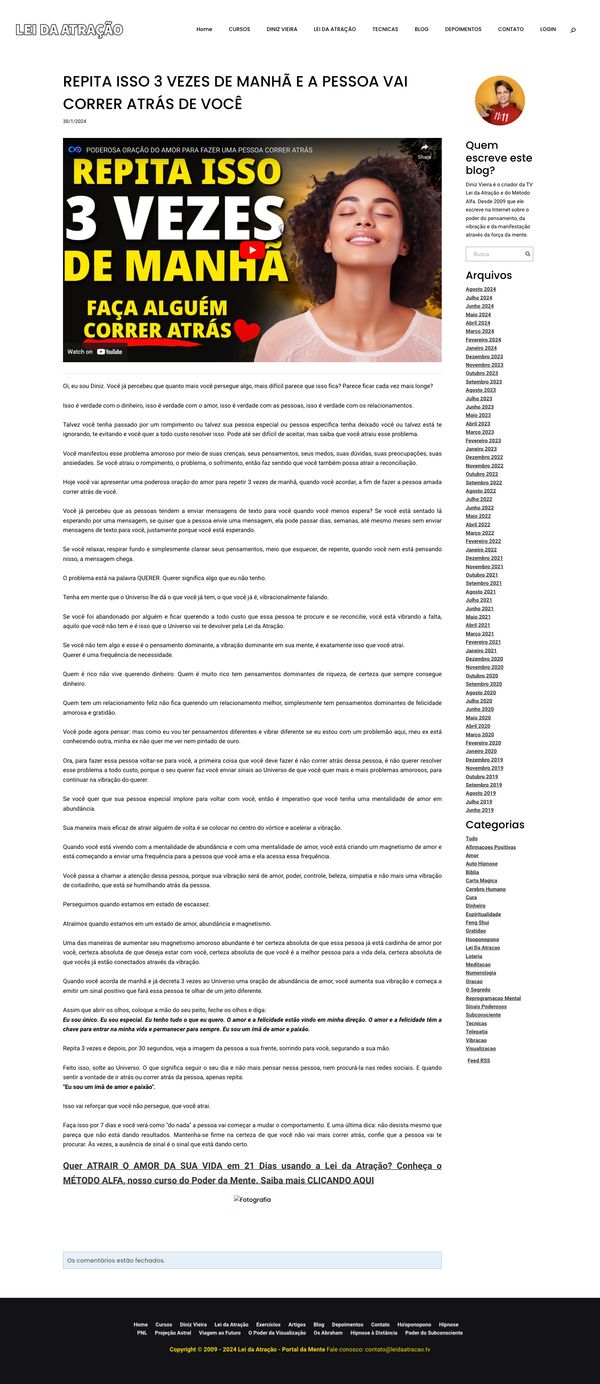 LEI DA ATRAÇÃO
Home CURSOS DINIZ VIEIRA LEI DA ATRAÇÃO TECNICAS BLOG DEPOIMENTOS CONTATO LOGIN
REPITA ISSO 3 VEZES DE MANHÃ E A PESSOA VAI
CORRER ATRÁS DE VOCÊ
30/1/2024
PODEROSA ORAÇÃO DO AMOR PARA FAZER UMA PESSOA CORRER ATRÁS
Share
REPITA ISSO
3 VEZES
DE MANHÃ
FAÇA ALGUÉM
CORRER ATRÁS
Watch on YouTube
Oi, eu sou Diniz. Você já percebeu que quanto mais você persegue algo, mais difícil parece que isso fica? Parece ficar cada vez mais longe?
Isso é verdade com o dinheiro, isso é verdade com o amor, isso é verdade com as pessoas, isso é verdade com os relacionamentos.
Talvez você tenha passado por um rompimento ou talvez sua pessoa especial ou pessoa específica tenha deixado você ou talvez está te
ignorando, te evitando e você quer a todo custo resolver isso. Pode até ser difícil de aceitar, mas saiba que você atraiu esse problema.
Você manifestou esse problema amoroso por meio de suas crenças, seus pensamentos, seus medos, suas dúvidas, suas preocupações, suas
ansiedades. Se você atraiu o rompimento, o problema, o sofrimento, então faz sentido que você também possa atrair a reconciliação.
Hoje você vai apresentar uma poderosa oração do amor para repetir 3 vezes de manhã, quando você acordar, a fim de fazer a pessoa amada
correr atrás de você.
Você já percebeu que as pessoas tendem a enviar mensagens de texto para você quando você menos espera? Se você está sentado lá
esperando por uma mensagem, se quiser que a pessoa envie uma mensagem, ela pode passar dias, semanas, até mesmo meses sem enviar
mensagens de texto para você, justamente porque você está esperando.
Se você relaxar, respirar fundo e simplesmente clarear seus pensamentos, meio que esquecer, de repente, quando você nem está pensando
nisso, a mensagem chega.
O problema está na palavra QUERER. Querer significa algo que eu não tenho.
Tenha em mente que o Universo lhe dá o que você já tem, o que você já é, vibracionalmente falando.
Se você foi abandonado por alguém e ficar querendo a todo custo que essa pessoa te procure e se reconcilie, você está vibrando a falta,
aquilo que você não tem e é isso que o Universo vai te devolver pela Lei da Atração.
Se você não tem algo e esse é o pensamento dominante, a vibração dominante em sua mente, é exatamente isso que você atrai.
Querer é uma frequência de necessidade.
Quem é rico não vive querendo dinheiro. Quem é muito rico tem pensamentos dominantes de riqueza, de certeza que sempre consegue
dinheiro.
Quem tem um relacionamento feliz não fica querendo um relacionamento melhor, simplesmente tem pensamentos dominantes de felicidade
amorosa e gratidão.
Você pode agora pensar: mas como eu vou ter pensamentos diferentes e vibrar diferente se eu estou com um problemão aqui, meu ex está
conhecendo outra, minha ex não quer me ver nem pintado de ouro.
Ora, para fazer essa pessoa voltar-se para você, a primeira coisa que você deve fazer é não correr atrás dessa pessoa, é não querer resolver
esse problema a todo custo, porque o seu querer faz você enviar sinais ao Universo de que você quer mais e mais problemas amorosos, para
continuar na vibração do querer.
Se você quer que sua pessoa especial implore para voltar com você, então é imperativo que você tenha uma mentalidade de amor em
abundância.
Sua maneira mais eficaz de atrair alguém de volta é se colocar no centro do vórtice e acelerar a vibração.
Quando você está vivendo com a mentalidade de abundância e com uma mentalidade de amor, você está criando um magnetismo de amor e
está começando a enviar uma frequência para a pessoa que você ama e ela acessa essa frequência.
Você passa a chamar a atenção dessa pessoa, porque sua vibração será de amor, poder, controle, beleza, simpatia e não mais uma vibração
de coitadinho, que está se humilhando atrás da pessoa.
Perseguimos quando estamos em estado de escassez.
Atraímos quando estamos em um estado de amor, abundância e magnetismo.
Uma das maneiras de aumentar seu magnetismo amoroso abundante é ter certeza absoluta de que essa pessoa já está caidinha de amor por
você, certeza absoluta de que deseja estar com você, certeza absoluta de que você é a melhor pessoa para a vida dela, certeza absoluta de
que vocês já estão conectados através da vibração.
Quando você acorda de manhã e já decreta 3 vezes ao Universo uma oração de abundância de amor, você aumenta sua vibração e começa a
emitir um sinal positivo que fará essa pessoa te olhar de um jeito diferente.
Assim que abrir os olhos, coloque a mão do seu peito, feche os olhos e diga:
Eu sou único. Eu sou especial. Eu tenho tudo o que eu quero. O amor e a felicidade estão vindo em minha direção. O amor e a felicidade têm a
chave para entrar na minha vida e permanecer para sempre. Eu sou um ímã de amor e paixão.
Repita 3 vezes e depois, por 30 segundos, veja a imagem da pessoa a sua frente, sorrindo para você, segurando a sua mão.
Feito isso, solte ao Universo. O que significa seguir o seu dia e não mais pensar nessa pessoa, nem procurá-la nas redes sociais. E quando
sentir a vontade de ir atrás ou correr atrás da pessoa, apenas repita:
"Eu sou um ímã de amor e paixão".
Isso vai reforçar que você não persegue, que você atrai.
Faça isso por 7 dias e você verá como "do nada" a pessoa vai começar a mudar o comportamento. E uma última dica: não desista mesmo que
pareça que não está dando resultados. Mantenha-se firme na certeza de que você não vai mais correr atrás, confie que a pessoa vai te
procurar. Às vezes, a ausência de sinal é o sinal que está dando certo.
Quer ATRAIR O AMOR DA SUA VIDA em 21 Dias usando a Lei da Atração? Conheça o
MÉTODO ALFA, nosso curso do Poder da Mente. Saiba mais CLICANDO AQUI
Fotografia
Os comentários estão fechados.
11:11
Quem
escreve este
blog?
Diniz Vieira é o criador da TV
Lei da Atração e do Método
Alfa. Desde 2009 que ele
escreve na Internet sobre o
poder do pensamento, da
vibração e da manifestação
através da força da mente.
Busca
Arquivos
Agosto 2024
Julho 2024
Junho 2024
Maio 2024
Abril 2024
Março 2024
Fevereiro 2024
Janeiro 2024
Dezembro 2023
Novembro 2023
Outubro 2023
Setembro 2023
Agosto 2023
Julho 2023
Junho 2023
Maio 2023
Abril 2023
Março 2023
Fevereiro 2023
Janeiro 2023
Dezembro 2022
Novembro 2022
Outubro 2022
Setembro 2022
Agosto 2022
Julho 2022
Junho 2022
Maio 2022
Abril 2022
Março 2022
Fevereiro 2022
Janeiro 2022
Dezembro 2021
Novembro 2021
Outubro 2021
Setembro 2021
Agosto 2021
Julho 2021
Junho 2021
Maio 2021
Abril 2021
Março 2021
Fevereiro 2021
Janeiro 2021
Dezembro 2020
Novembro 2020
Outubro 2020
Setembro 2020
Agosto 2020
Julho 2020
Junho 2020
Maio 2020
Abril 2020
Março 2020
Fevereiro 2020
Janeiro 2020
Dezembro 2019
Novembro 2019
Outubro 2019
Setembro 2019
Agosto 2019
Julho 2019
Junho 2019
Categorias
Tudo
Afirmacoes Positivas
Amor
Auto Hipnose
Bíblia
Carta Magica
Cerebro Humano
Cura
Dinheiro
Espiritualidade
Feng Shui
Gratidao
Hooponopono
Lei Da Atracao
Loteria
Meditacao
Numerologia
Oracao
O Segredo
Reprogramacao Mental
Sinais Poderosos
Subconsciente
Tecnicas
Telepatia
Vibracao
Visualizacao
Feed RSS
Home Cursos Diniz Vieira Lei da Atração Exercícios Artigos Blog Depoimentos Contato Ho'oponopono Hipnose
PNL Projeção Astral Viagem ao Futuro O Poder da Visualização Os Abraham Hipnose à Distância Poder do Subconsciente
Copyright © 2009 - 2024 Lei da Atração - Portal da Mente Fale conosco: contato@leidaatracao.tv